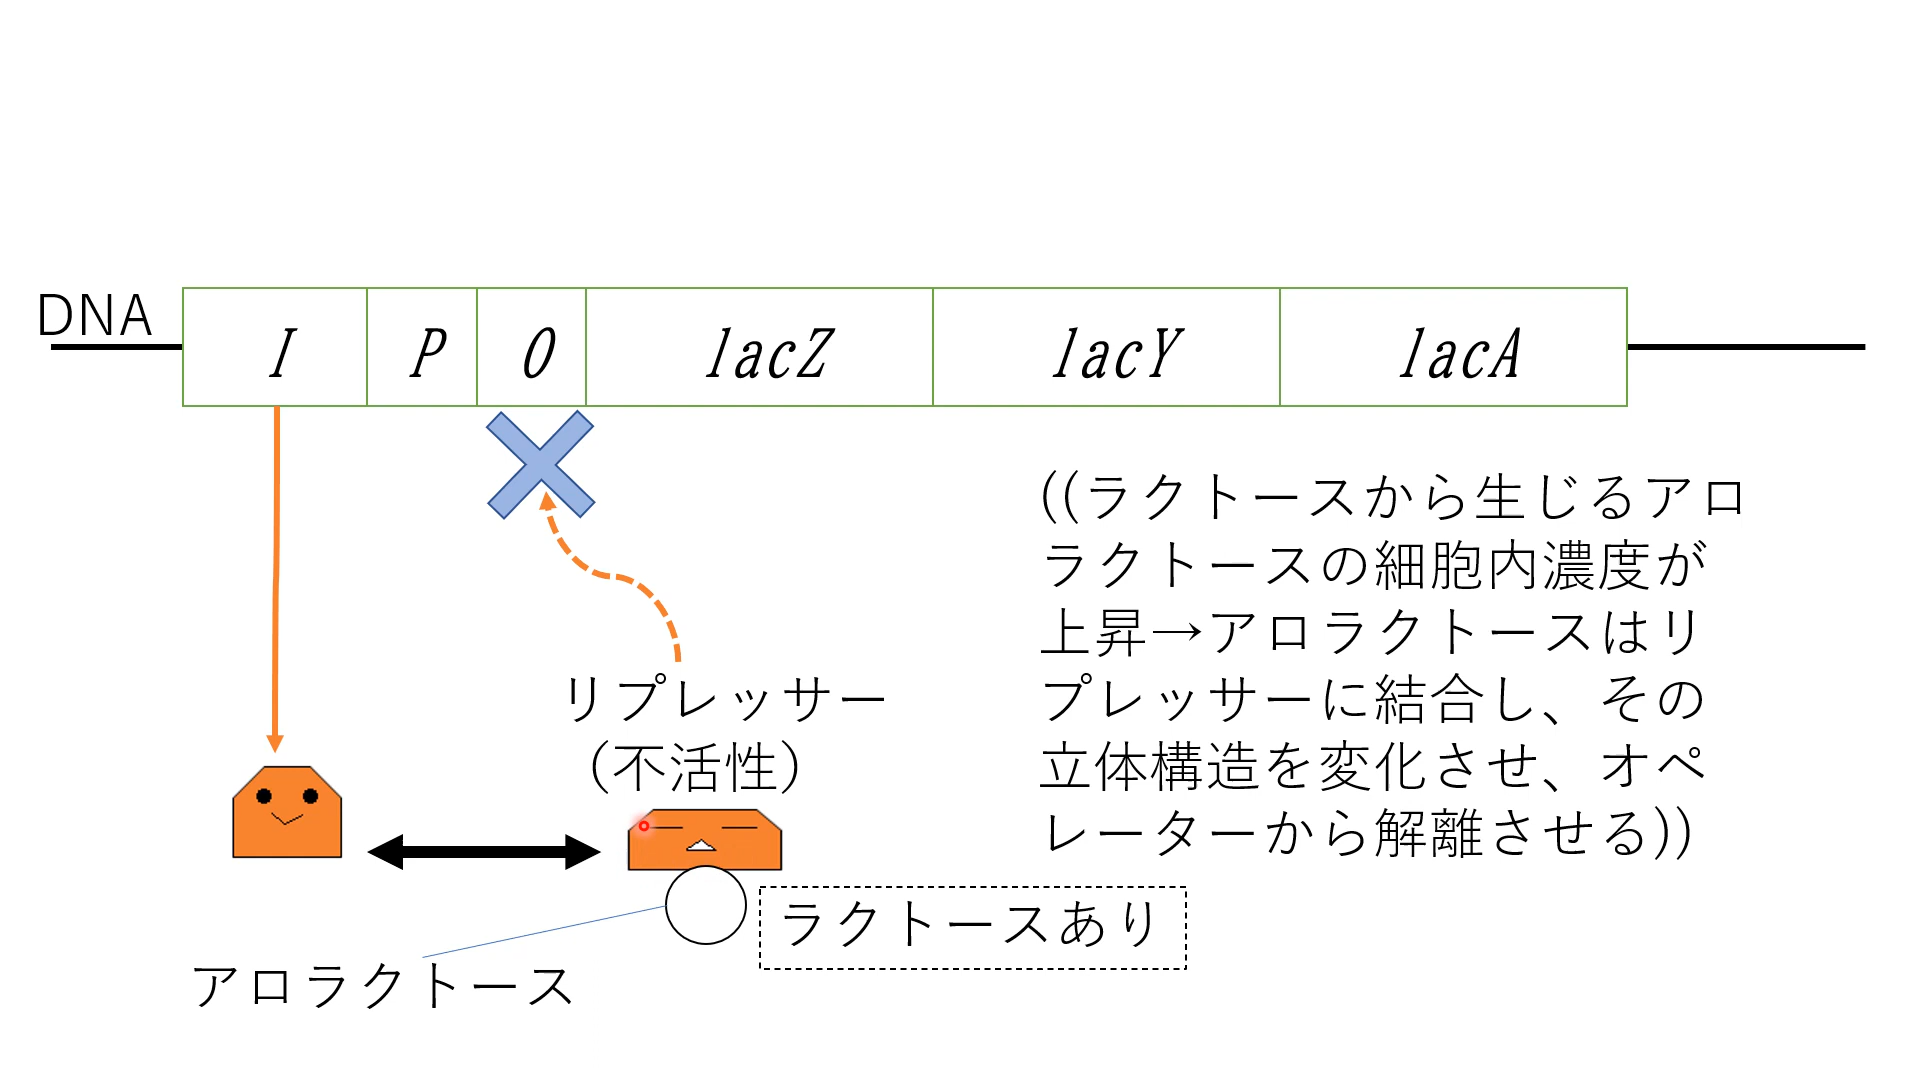 DNA
I P O lacZ lacY lacA
((ラクトースから生じるアロ
ラクトースの細胞内濃度が
上昇→アロラクトースはリ
プレッサーに結合し、その
立体構造を変化させ、オペ
レーターから解離させる))
リプレッサー
（不活性）
ラクトースあり
アロラクトース